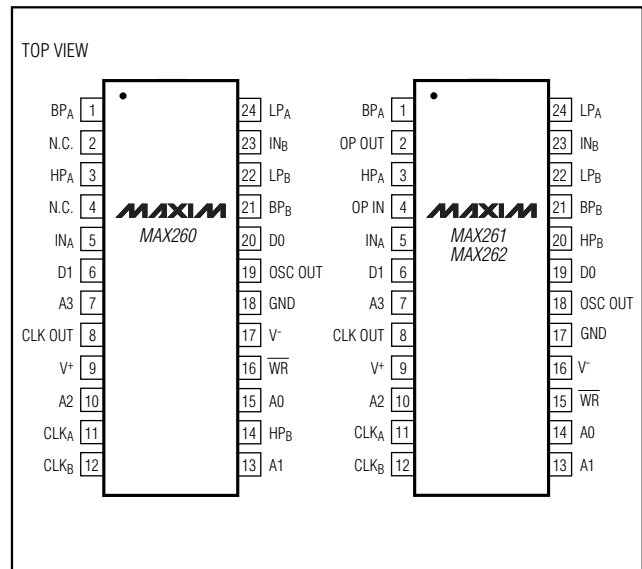 TOP VIEW
BPA 1 24 LPA
N.C. 2 23 INB
HPA 3 22 LPB
N.C. 4 MAXIM 21 BPB
INA 5 MAX260 20 D0
D1 6 19 OSC OUT
A3 7 18 GND
CLK OUT 8 17 V-
V+ 9 16 WR
A2 10 15 A0
CLKA 11 14 HPB
CLKB 12 13 A1
BPA 1 24 LPA
OP OUT 2 23 INB
HPA 3 22 LPB
OP IN 4 MAXIM 21 BPB
INA 5 MAX261 20 HPB
MAX262
D1 6 19 D0
A3 7 18 OSC OUT
CLK OUT 8 17 GND
V+ 9 16 V-
A2 10 15 WR
CLKA 11 14 A0
CLKB 12 13 A1